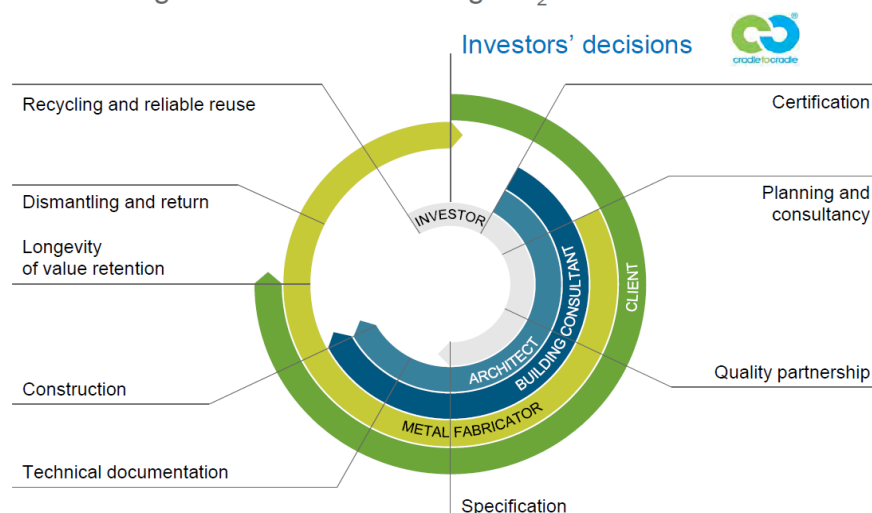 Investors' decisions
®
cradletocradle
Recycling and reliable reuse
Certification
Dismantling and return
Planning and
consultancy
Longevity
of value retention
INVESTOR
CLIENT
BUILDING CONSULTANT
ARCHITECT
METAL FABRICATOR
Quality partnership
Construction
Technical documentation
Specification